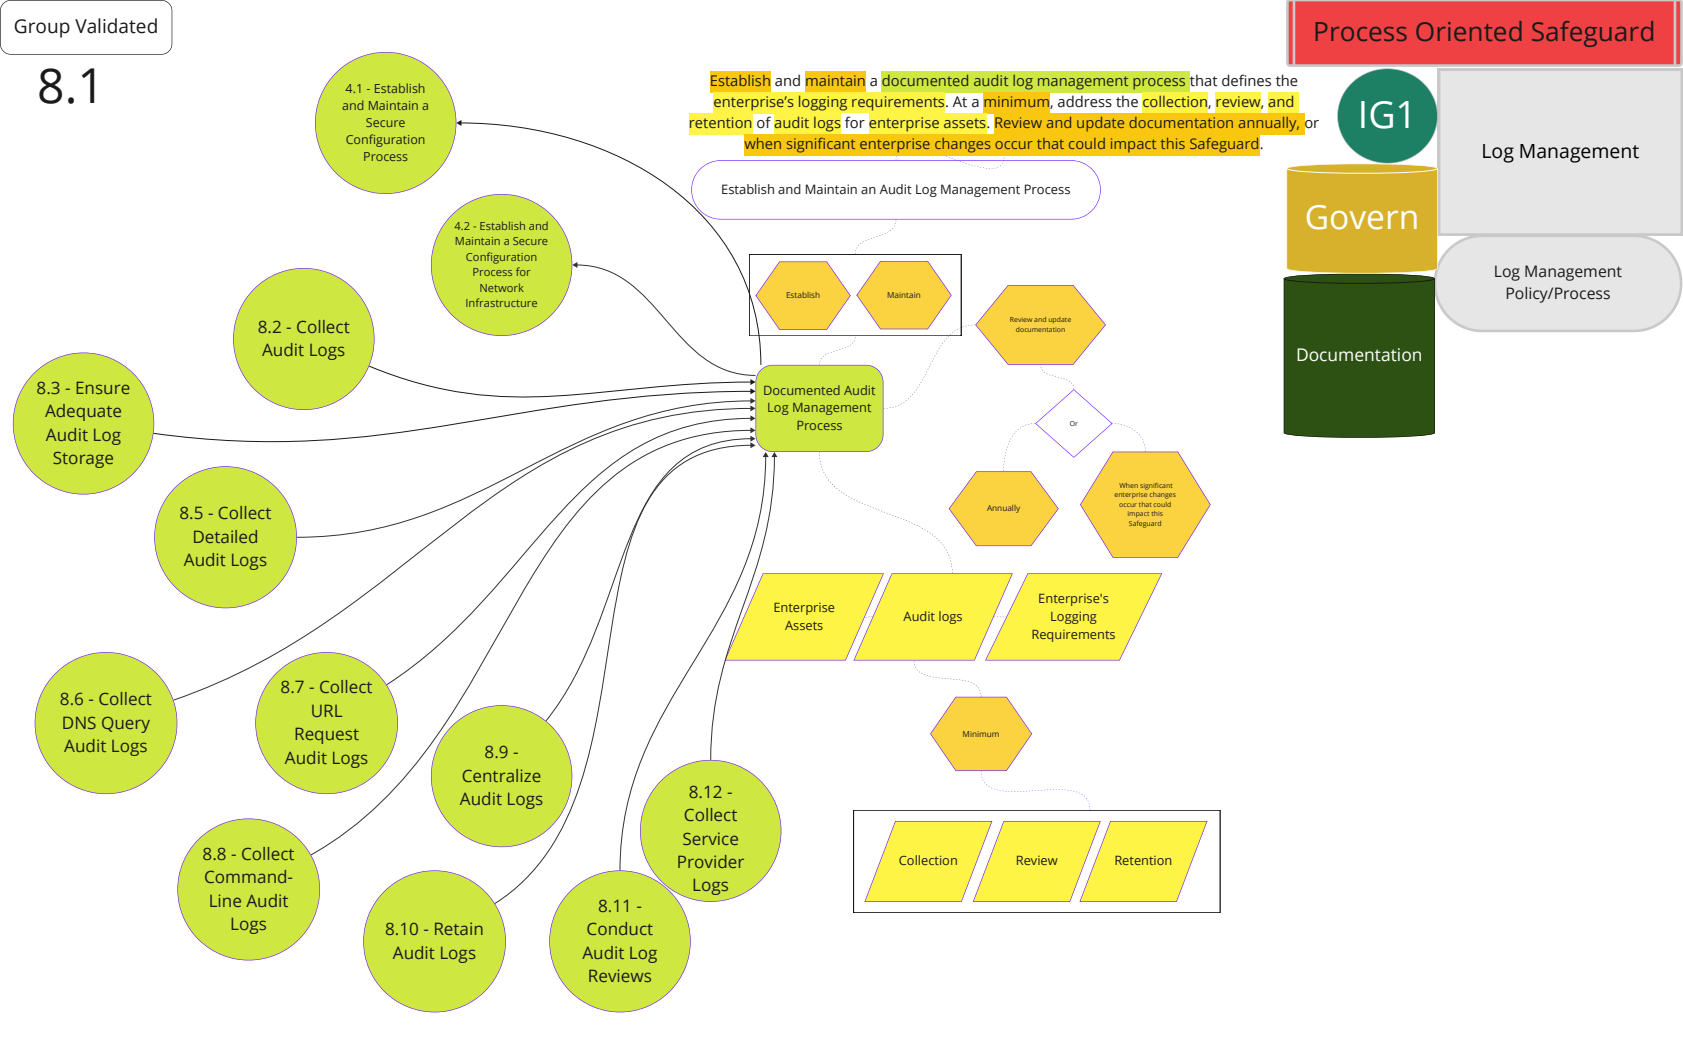 Group Validated
8.1
Process Oriented Safeguard
Establish and maintain a documented audit log management process that defines the
enterprise’s logging requirements. At a minimum, address the collection, review, and
retention of audit logs for enterprise assets. Review and update documentation annually, or
when significant enterprise changes occur that could impact this Safeguard.
IG1
Log Management
Govern
Log Management
Policy/Process
Documentation
4.1 - Establish
and Maintain a
Secure
Configuration
Process
Establish and Maintain an Audit Log Management Process
4.2 - Establish and
Maintain a Secure
Configuration
Process for
Network
Infrastructure
Establish
Maintain
Review and update
documentation
8.2 - Collect
Audit Logs
8.3 - Ensure
Adequate
Audit Log
Storage
Documented Audit
Log Management
Process
Or
Annually
When significant
enterprise changes
occur that could
impact this
Safeguard
8.5 - Collect
Detailed
Audit Logs
Enterprise
Assets
Audit logs
Enterprise's
Logging
Requirements
8.6 - Collect
DNS Query
Audit Logs
8.7 - Collect
URL
Request
Audit Logs
8.9 -
Centralize
Audit Logs
Minimum
8.12 -
Collect
Service
Provider
Logs
8.8 - Collect
Command-
Line Audit
Logs
8.10 - Retain
Audit Logs
8.11 -
Conduct
Audit Log
Reviews
Collection
Review
Retention